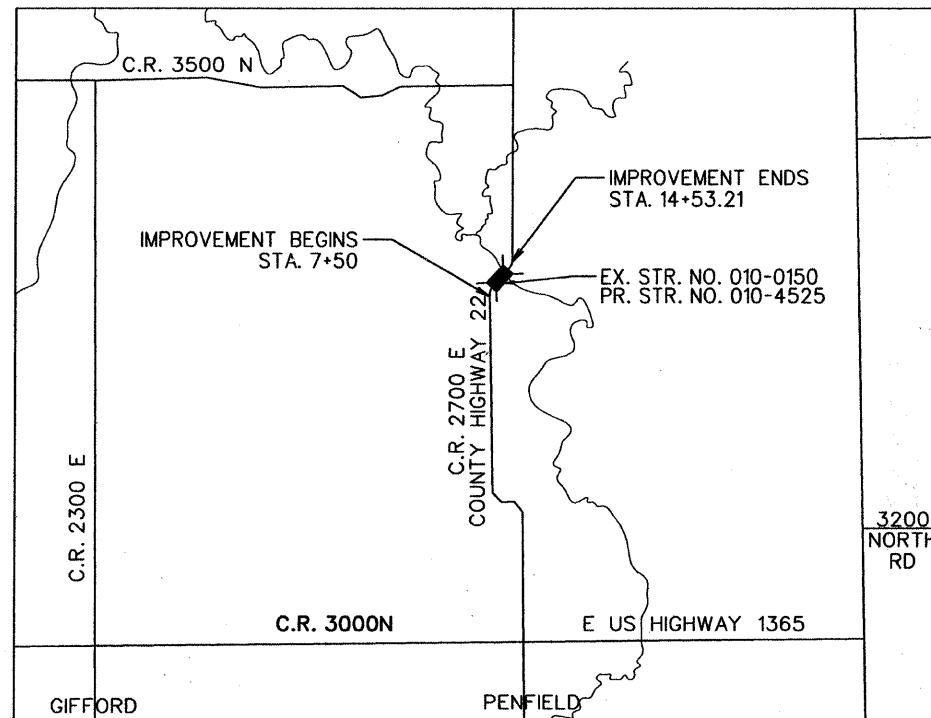 C.R. 3500 N
IMPROVEMENT ENDS
STA. 14+53.21
IMPROVEMENT BEGINS
STA. 7+50
EX. STR. NO. 010-0150
PR. STR. NO. 010-4525
C.R. 2700 E
COUNTY HIGHWAY 22
C.R. 2300 E
3200
NORTH
RD
C.R. 3000N
E US HIGHWAY 1365
GIFFORD
PENFIELD